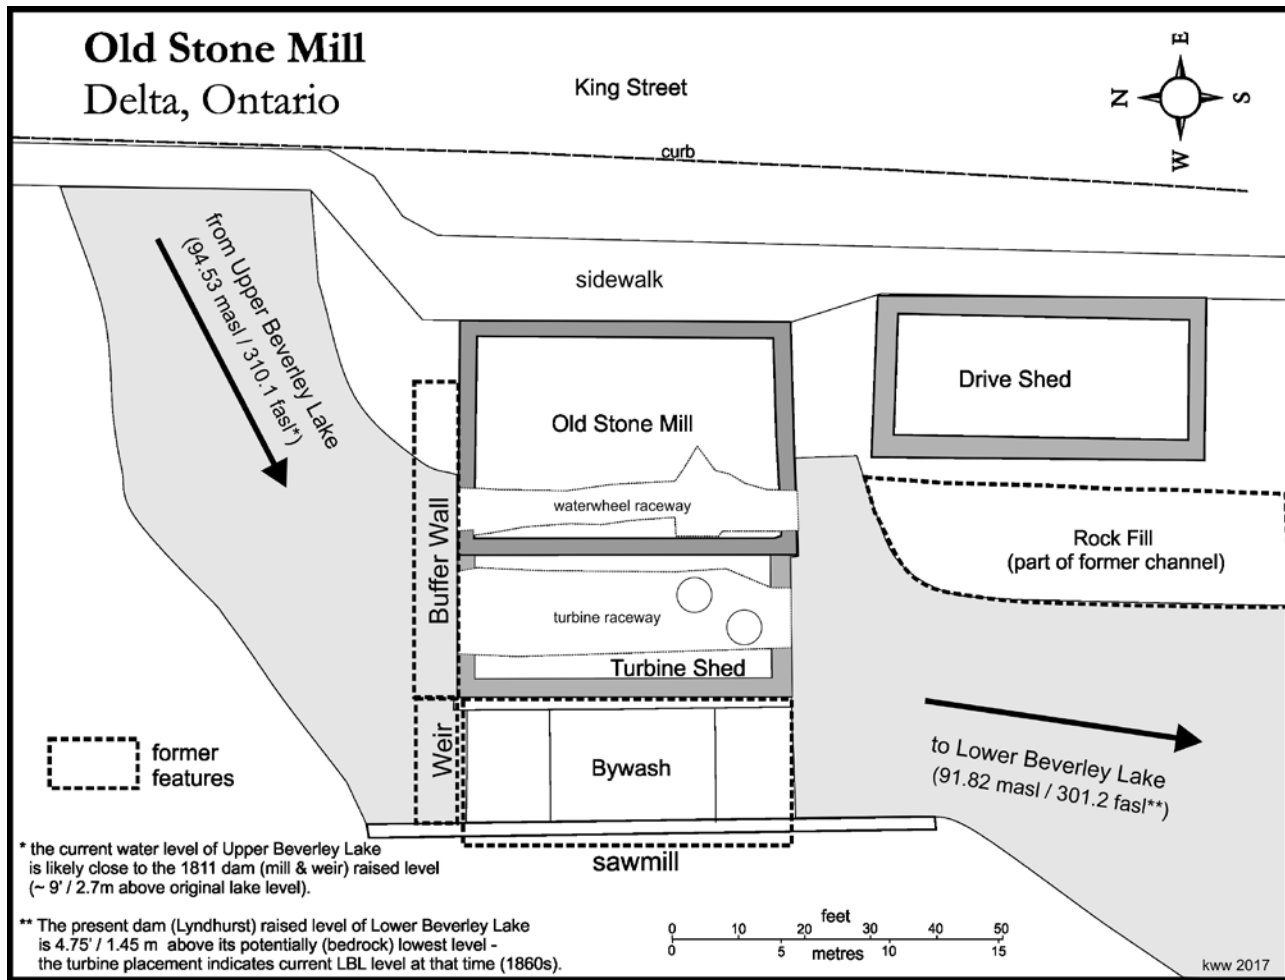 Old Stone Mill
Delta, Ontario
King Street
E
N
S
W
curb
from Upper Beverley Lake
(94.53 masl / 310.1 fasl*)
sidewalk
Drive Shed
Old Stone Mill
waterwheel raceway
Buffer Wall
Rock Fill
(part of former channel)
turbine raceway
Turbine Shed
Weir
Bywash
former
features
to Lower Beverley Lake
(91.82 masl / 301.2 fasl**)
sawmill
* the current water level of Upper Beverley Lake
is likely close to the 1811 dam (mill & weir) raised level
(~ 9' / 2.7m above original lake level).
** The present dam (Lyndhurst) raised level of Lower Beverley Lake
is 4.75' / 1.45 m above its potentially (bedrock) lowest level -
the turbine placement indicates current LBL level at that time (1860s).
feet
0 10 20 30 40 50
0 5 10 15
metres
kww 2017